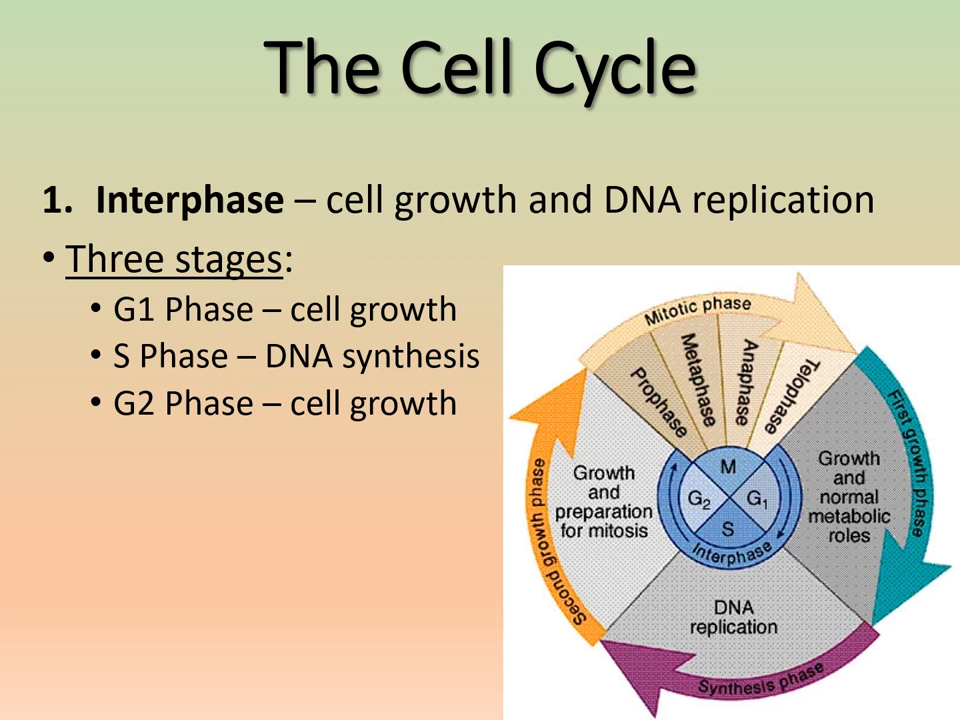 The Cell Cycle
1. Interphase – cell growth and DNA replication
• Three stages:
• G1 Phase – cell growth
• S Phase – DNA synthesis
• G2 Phase – cell growth
Mitotic phase
Prophase
Metaphase
Anaphase
Telophase
First growth phase
Growth
and
normal
metabolic
roles
Growth
and
preparation
for mitosis
Second growth phase
M
G₂
G₁
S
Interphase
DNA
replication
Synthesis phase